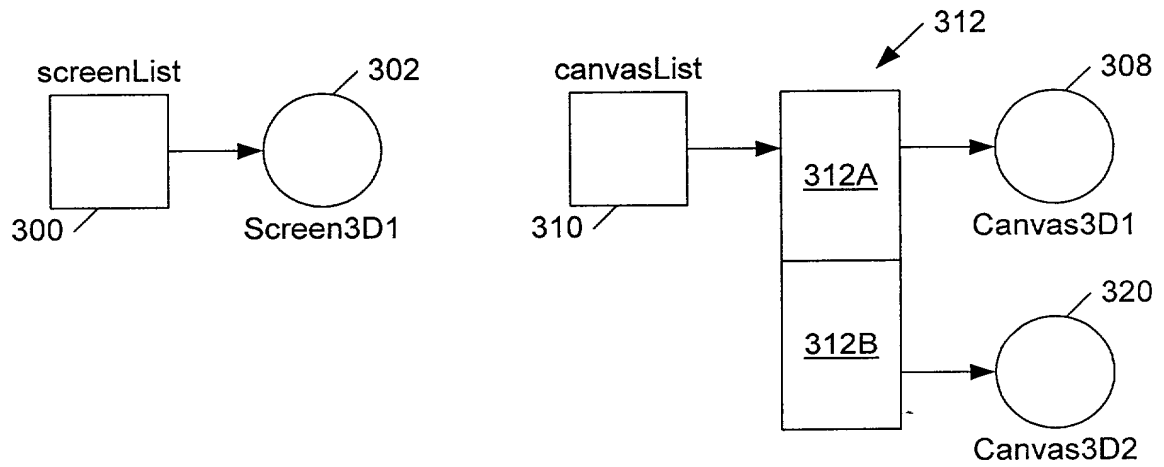 312
screenList
302
canvasList
308
312A
300
Screen3D1
310
Canvas3D1
320
312B
Canvas3D2